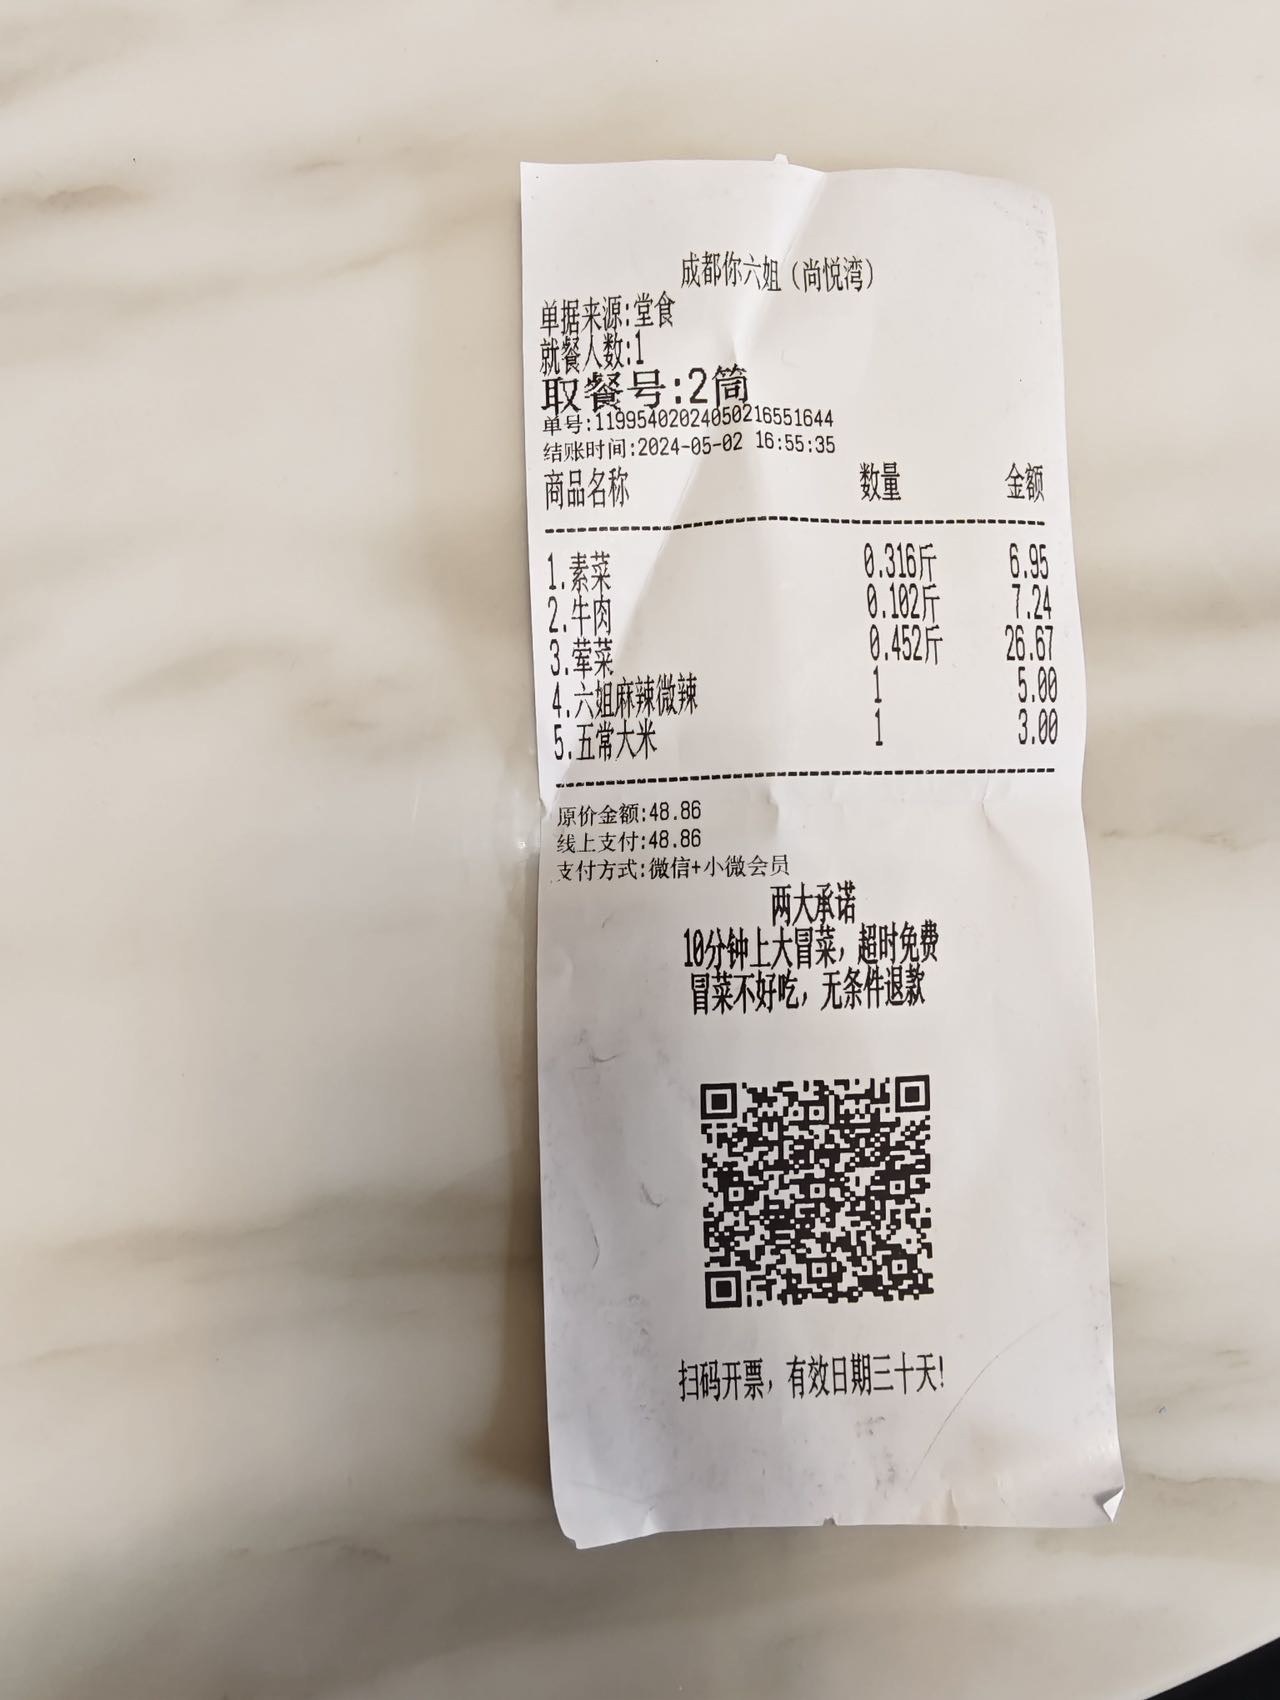 成都你六姐（尚悦湾）
单据来源:堂食
就餐人数:1
取餐号:2筒
单号:11995402024050216551644
结账时间:2024-05-02 16:55:35
商品名称 数量 金额
1.素菜 0.316斤 6.95
2.牛肉 0.102斤 7.24
3.荤菜 0.452斤 26.67
4.六姐麻辣微辣 1 5.00
5.五常大米 1 3.00
原价金额:48.86
线上支付:48.86
支付方式:微信+小微会员
两大承诺
10分钟上大冒菜，超时免费
冒菜不好吃，无条件退款
扫码开票，有效日期三十天!